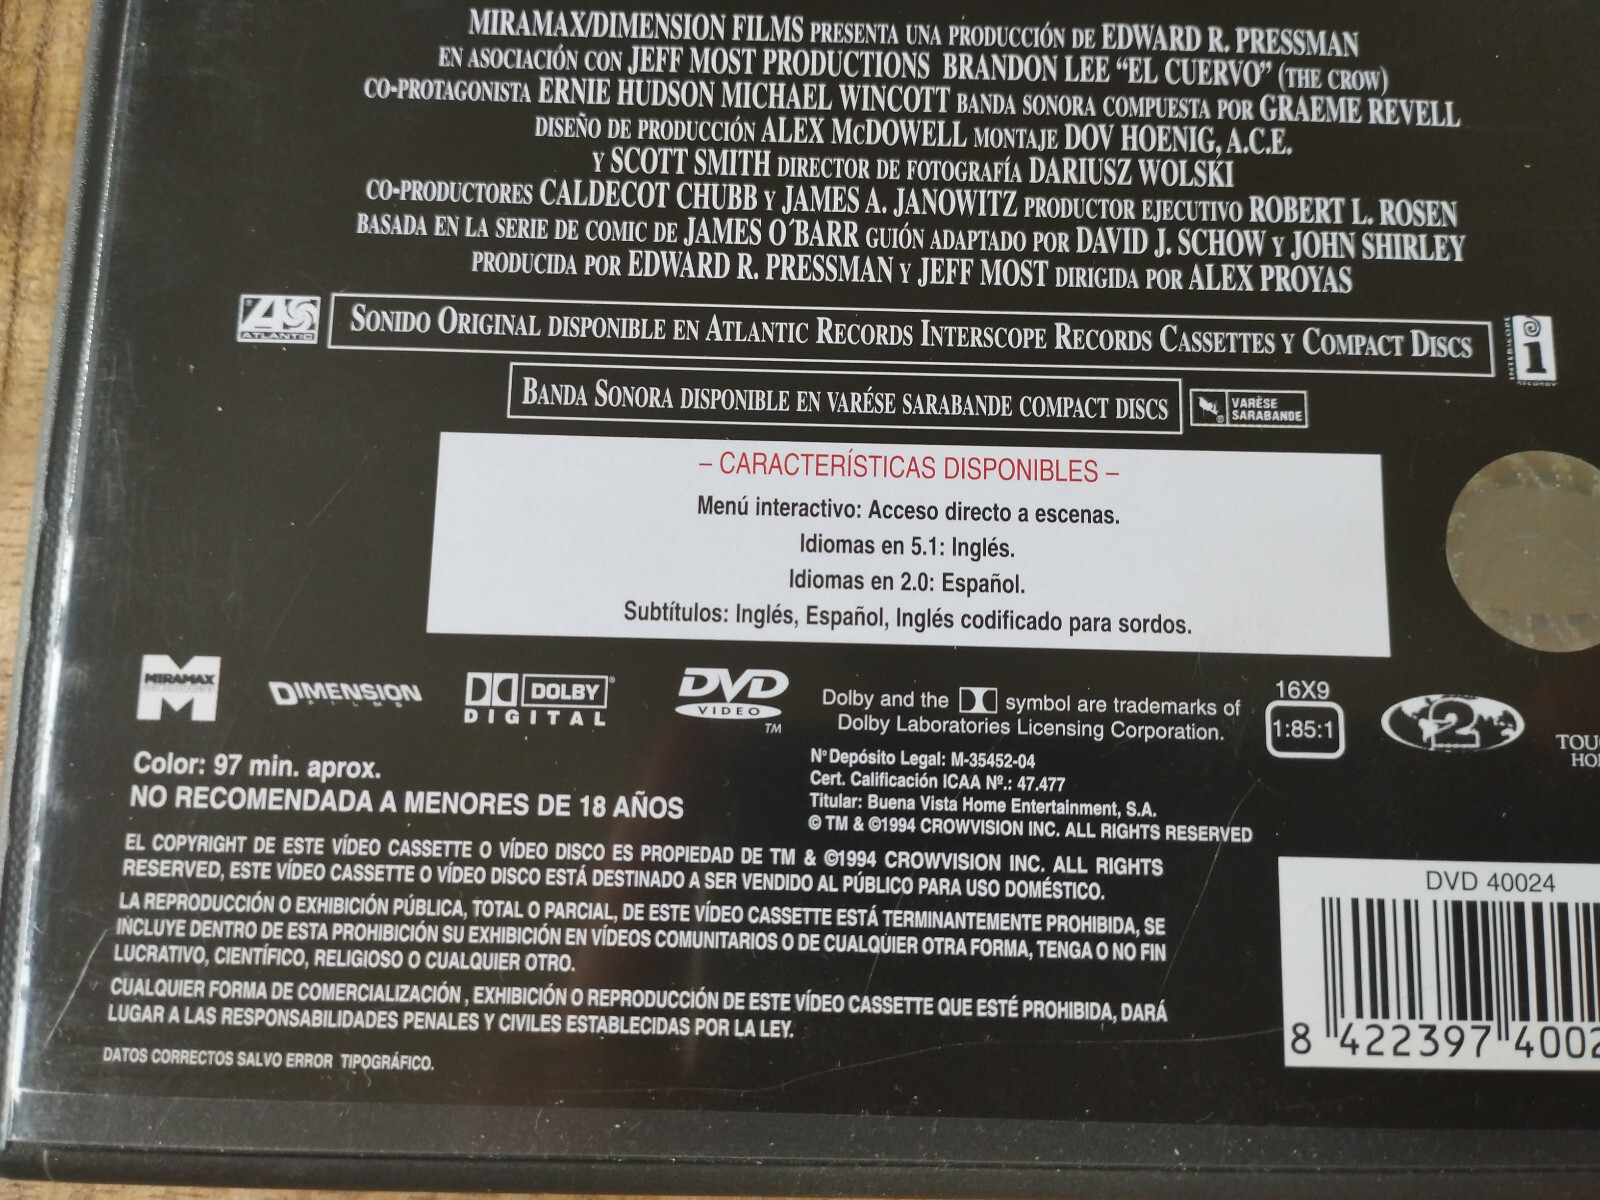 MIRAMAX/DIMENSION FILMS PRESENTA UNA PRODUCCIÓN DE EDWARD R. PRESSMAN
EN ASOCIACIÓN CON JEFF MOST PRODUCTIONS BRANDON LEE "EL CUERVO" (THE CROW)
CO-PROTAGONISTA ERNIE HUDSON MICHAEL WINCOTT BANDA SONORA COMPUESTA POR GRAEME REVELL
DISEÑO DE PRODUCCIÓN ALEX McDOWELL MONTAJE DOV HOENIG, A.C.E.
Y SCOTT SMITH DIRECTOR DE FOTOGRAFÍA DARIUSZ WOLSKI
CO-PRODUCTORES CALDECOT CHUBB Y JAMES A. JANOWITZ PRODUCTOR EJECUTIVO ROBERT L. ROSEN
BASADA EN LA SERIE DE COMIC DE JAMES O´BARR GUIÓN ADAPTADO POR DAVID J. SCHOW Y JOHN SHIRLEY
PRODUCIDA POR EDWARD R. PRESSMAN Y JEFF MOST DIRIGIDA POR ALEX PROYAS
ATLANTIC
SONIDO ORIGINAL DISPONIBLE EN ATLANTIC RECORDS INTERSCOPE RECORDS CASSETTES Y COMPACT DISCS
INTERSCOPE RECORDS
BANDA SONORA DISPONIBLE EN VARÉSE SARABANDE COMPACT DISCS
VARÈSE
SARABANDE
– CARACTERÍSTICAS DISPONIBLES –
Menú interactivo: Acceso directo a escenas.
Idiomas en 5.1: Inglés.
Idiomas en 2.0: Español.
Subtítulos: Inglés, Español, Inglés codificado para sordos.
MIRAMAX
DIMENSION
FILMS
DOLBY
DIGITAL
DVD
VIDEO
TM
Dolby and the symbol are trademarks of
Dolby Laboratories Licensing Corporation.
16X9
1:85:1
2
TOU
HO
Color: 97 min. aprox.
NO RECOMENDADA A MENORES DE 18 AÑOS
Nº Depósito Legal: M-35452-04
Cert. Calificación ICAA Nº.: 47.477
Titular: Buena Vista Home Entertainment, S.A.
© TM & ©1994 CROWVISION INC. ALL RIGHTS RESERVED
EL COPYRIGHT DE ESTE VÍDEO CASSETTE O VÍDEO DISCO ES PROPIEDAD DE TM & ©1994 CROWVISION INC. ALL RIGHTS
RESERVED, ESTE VÍDEO CASSETTE O VÍDEO DISCO ESTÁ DESTINADO A SER VENDIDO AL PÚBLICO PARA USO DOMÉSTICO.
LA REPRODUCCIÓN O EXHIBICIÓN PÚBLICA, TOTAL O PARCIAL, DE ESTE VÍDEO CASSETTE ESTÁ TERMINANTEMENTE PROHIBIDA, SE
INCLUYE DENTRO DE ESTA PROHIBICIÓN SU EXHIBICIÓN EN VÍDEOS COMUNITARIOS O DE CUALQUIER OTRA FORMA, TENGA O NO FIN
LUCRATIVO, CIENTÍFICO, RELIGIOSO O CUALQUIER OTRO.
CUALQUIER FORMA DE COMERCIALIZACIÓN , EXHIBICIÓN O REPRODUCCIÓN DE ESTE VÍDEO CASSETTE QUE ESTÉ PROHIBIDA, DARÁ
LUGAR A LAS RESPONSABILIDADES PENALES Y CIVILES ESTABLECIDAS POR LA LEY.
DATOS CORRECTOS SALVO ERROR TIPOGRÁFICO.
DVD 40024
8 422397 4002